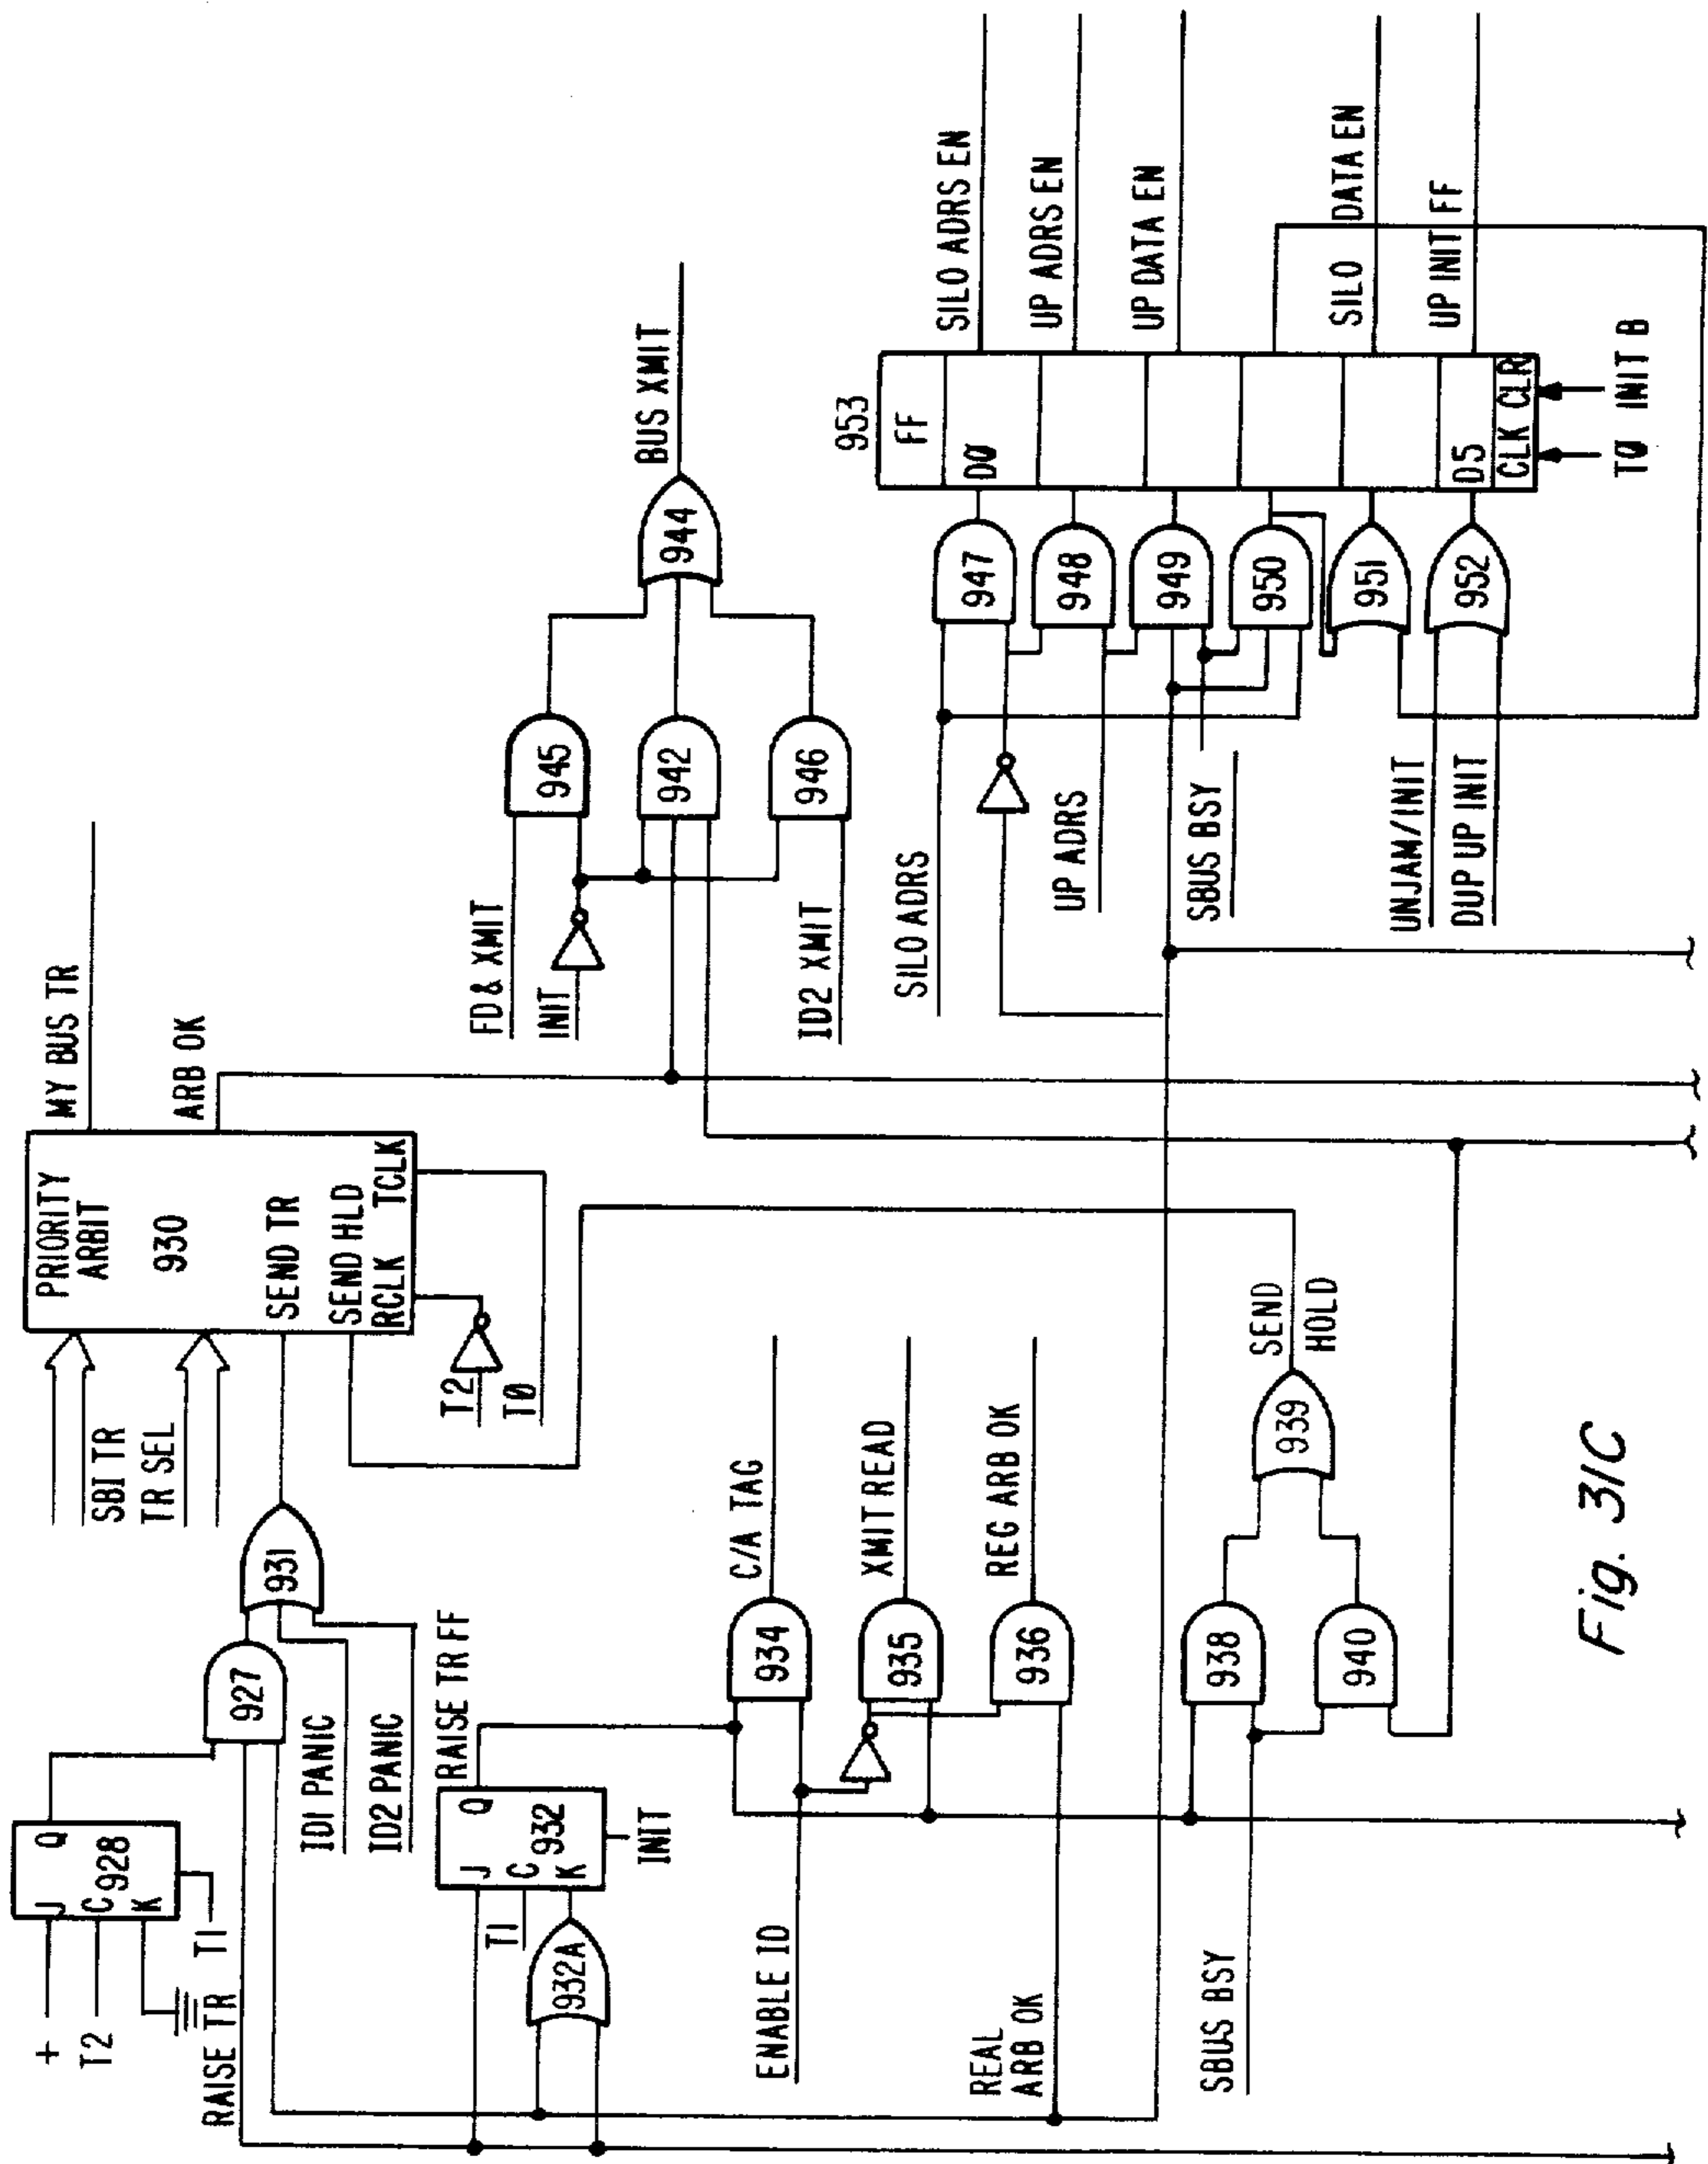 +
T2
J
C
K
Q
928
T1
RAISE TR
927
ID1 PANIC
ID2 PANIC
931
SBI TR
TR SEL
PRIORITY
ARBIT
930
SEND TR
SEND HLD
RCLK TCLK
T2
TØ
MY BUS TR
ARB OK
J
C
K
Q
932
T1
932A
INIT
RAISE TR FF
ENABLE ID
REAL
ARB OK
SBUS BSY
934
935
936
938
940
939
C/A TAG
XMIT READ
REG ARB OK
SEND
HOLD
FD & XMIT
INIT
ID2 XMIT
945
942
946
944
BUS XMIT
SILO ADRS
UP ADRS
SBUS BSY
UNJAM/INIT
DUP UP INIT
947
948
949
950
951
952
953
FF
DØ
D5
CLK CLR
TØ INIT B
SILO ADRS EN
UP ADRS EN
UP DATA EN
SILO DATA EN
UP INIT FF
Fig. 31C